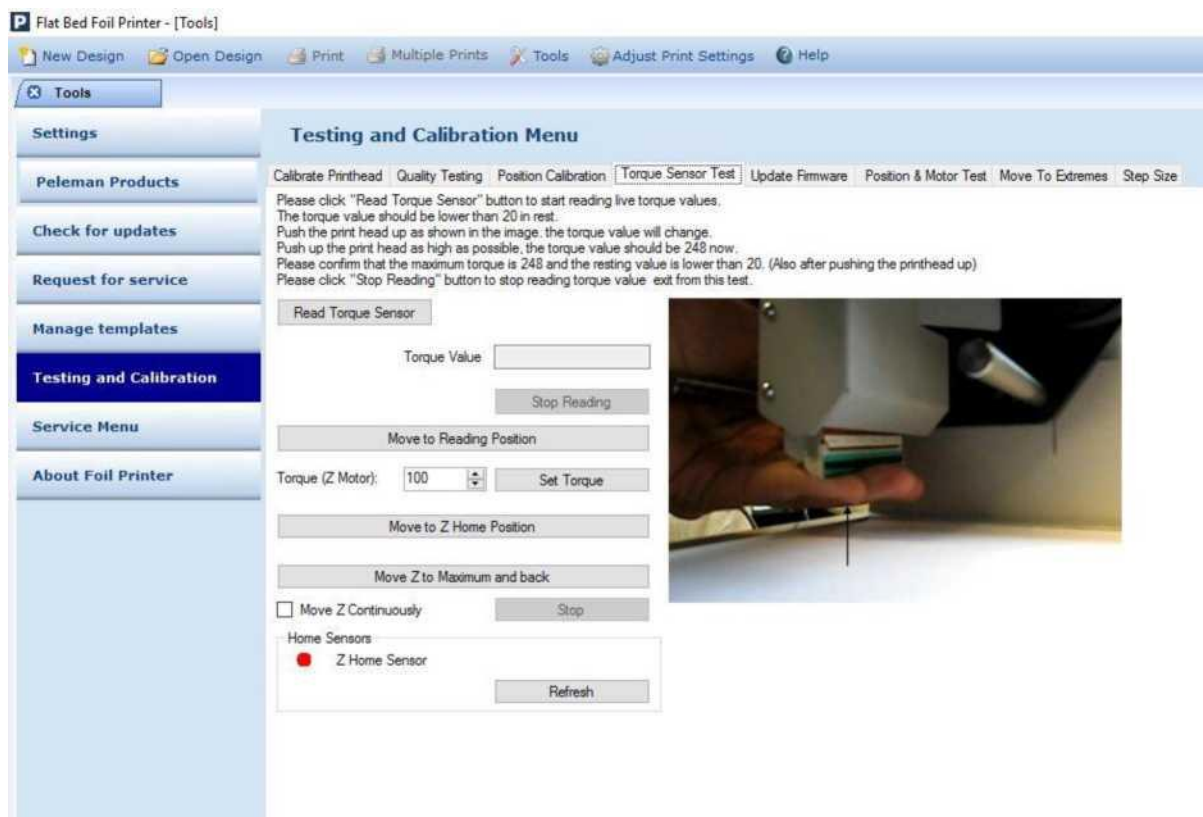 P Flat Bed Foil Printer - [Tools]
New Design Open Design Print Multiple Prints Tools Adjust Print Settings Help
Tools
Settings
Peleman Products
Check for updates
Request for service
Manage templates
Testing and Calibration
Service Menu
About Foil Printer
Testing and Calibration Menu
Calibrate Printhead Quality Testing Position Calibration Torque Sensor Test Update Firmware Position & Motor Test Move To Extremes Step Size
Please click "Read Torque Sensor" button to start reading live torque values.
The torque value should be lower than 20 in rest.
Push the print head up as shown in the image. the torque value will change.
Push up the print head as high as possible, the torque value should be 248 now.
Please confirm that the maximum torque is 248 and the resting value is lower than 20. (Also after pushing the printhead up)
Please click "Stop Reading" button to stop reading torque value exit from this test.
Read Torque Sensor
Torque Value
Stop Reading
Move to Reading Position
Torque (Z Motor): 100 Set Torque
Move to Z Home Position
Move Z to Maximum and back
Move Z Continuously Stop
Home Sensors
Z Home Sensor
Refresh